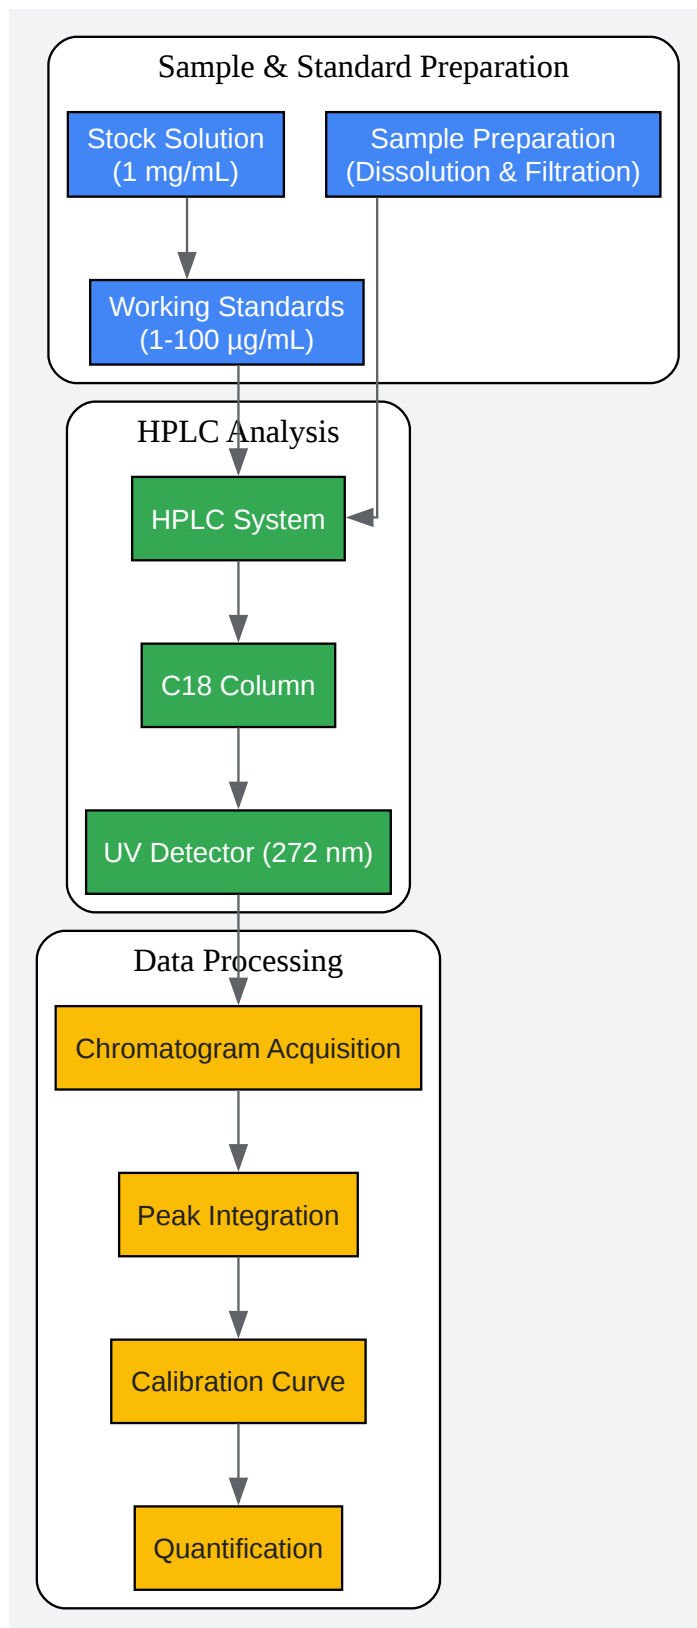 Sample & Standard Preparation
Stock Solution
(1 mg/mL)
Sample Preparation
(Dissolution & Filtration)
Working Standards
(1-100 µg/mL)
HPLC Analysis
HPLC System
C18 Column
UV Detector (272 nm)
Data Processing
Chromatogram Acquisition
Peak Integration
Calibration Curve
Quantification